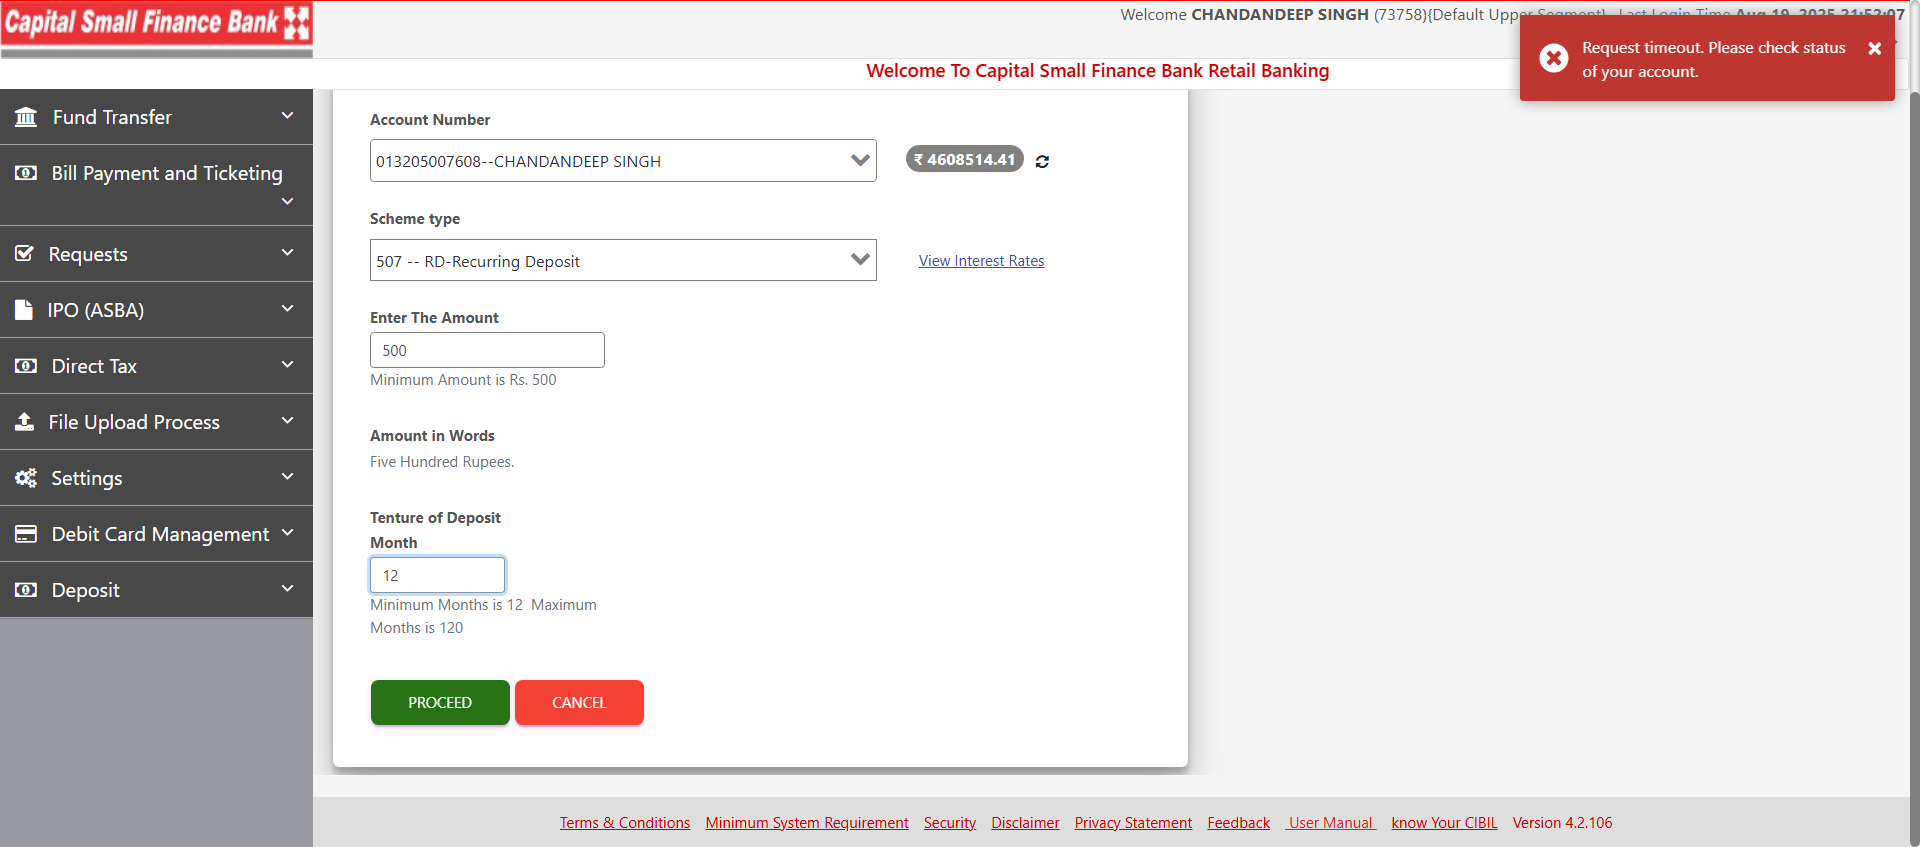 Capital Small Finance Bank
Welcome CHANDANDEEP SINGH (73758){Default Upper Segment} Last Login Time Aug 19, 2025 21:52:07
Request timeout. Please check status
of your account.
Welcome To Capital Small Finance Bank Retail Banking
Fund Transfer
Bill Payment and Ticketing
Requests
IPO (ASBA)
Direct Tax
File Upload Process
Settings
Debit Card Management
Deposit
Account Number
013205007608--CHANDANDEEP SINGH
₹ 4608514.41
Scheme type
507 -- RD-Recurring Deposit
View Interest Rates
Enter The Amount
500
Minimum Amount is Rs. 500
Amount in Words
Five Hundred Rupees.
Tenture of Deposit
Month
12
Minimum Months is 12 Maximum
Months is 120
PROCEED
CANCEL
Terms & Conditions Minimum System Requirement Security Disclaimer Privacy Statement Feedback User Manual know Your CIBIL Version 4.2.106